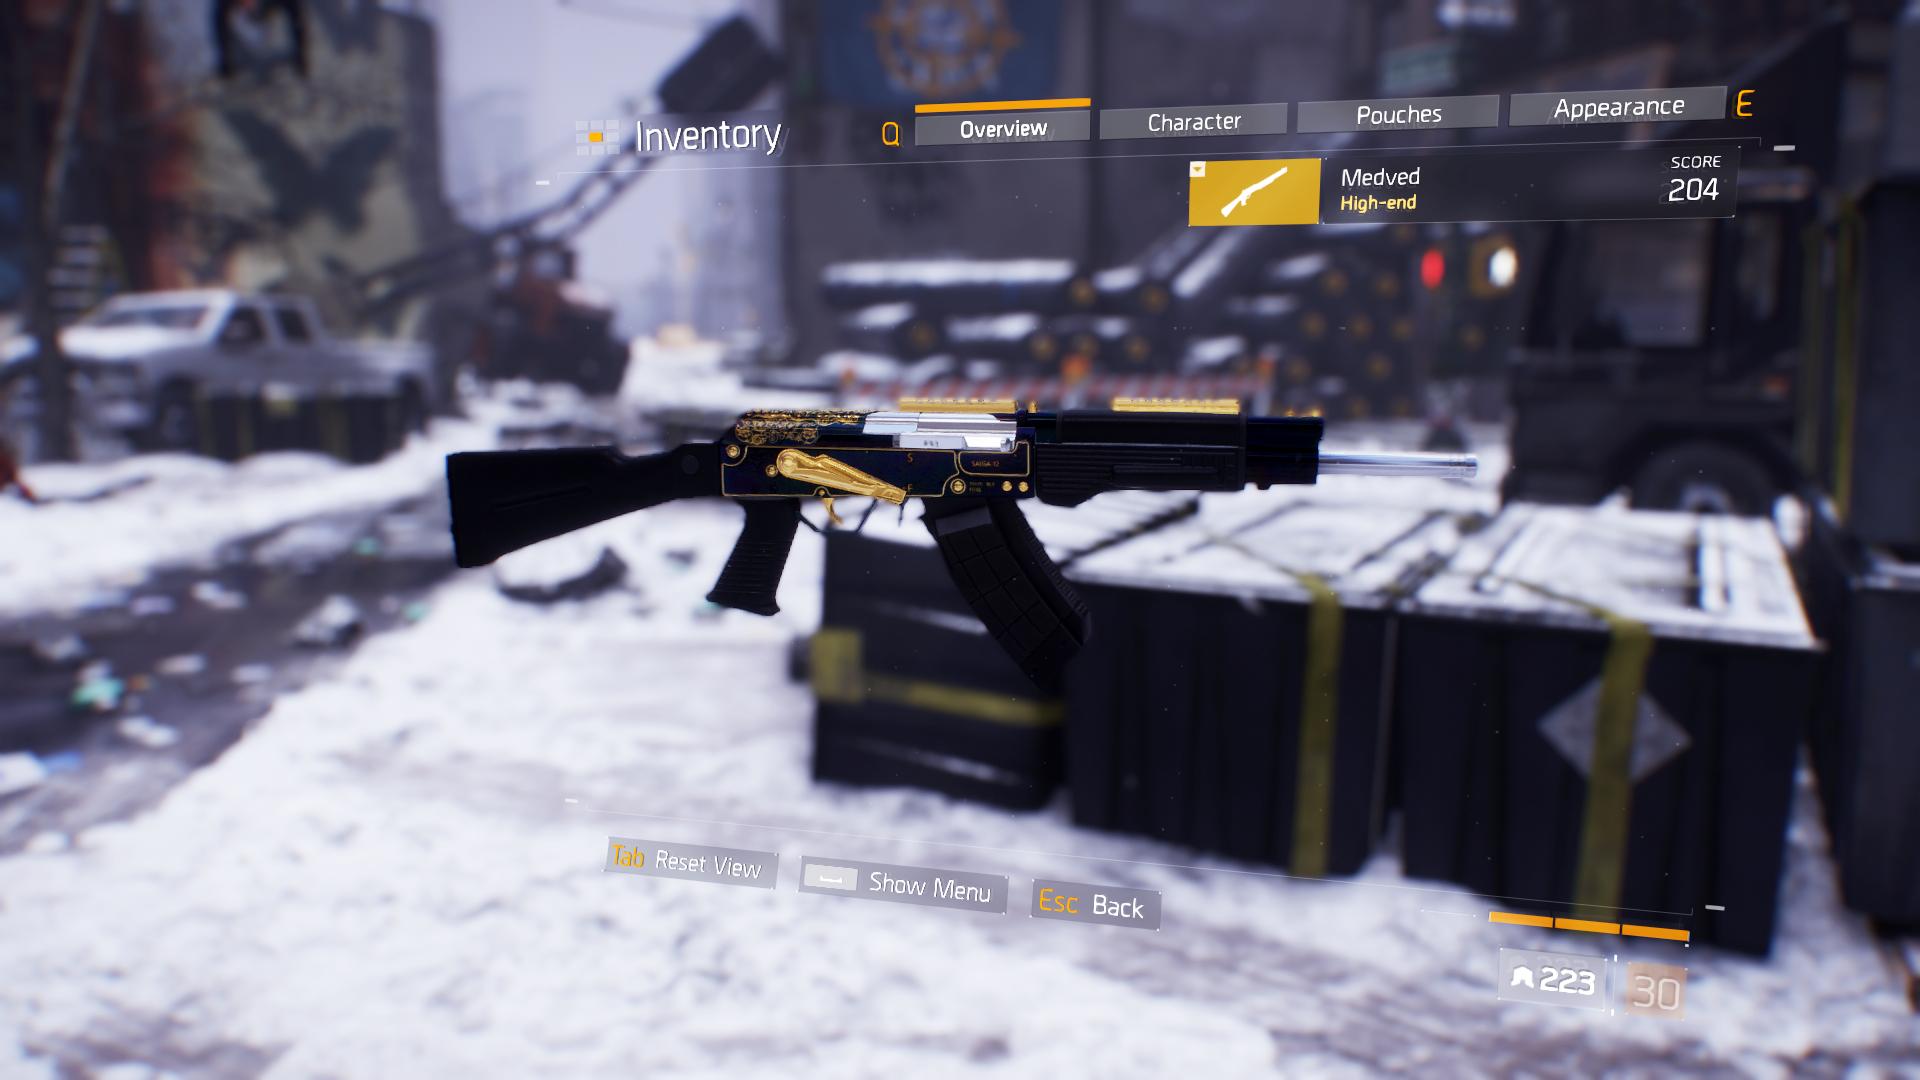 Inventory
Q
Overview
Character
Pouches
Appearance
E
Medved
High-end
SCORE
204
S
F
SAIGA-12
Tab Reset View
Show Menu
Esc Back
223
30